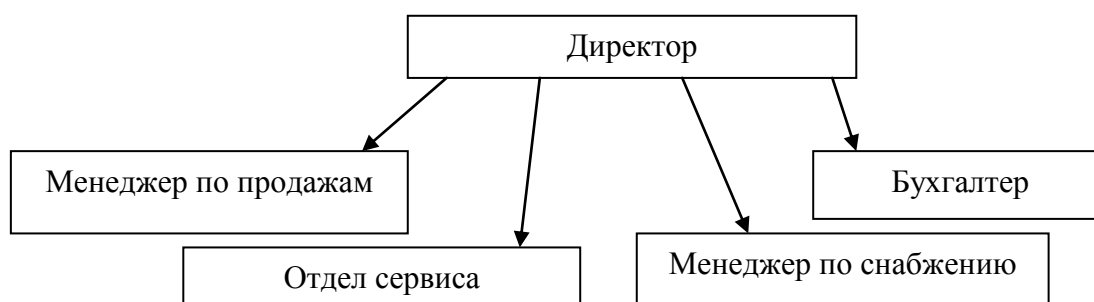 Директор
Менеджер по продажам
Бухгалтер
Отдел сервиса
Менеджер по снабжению